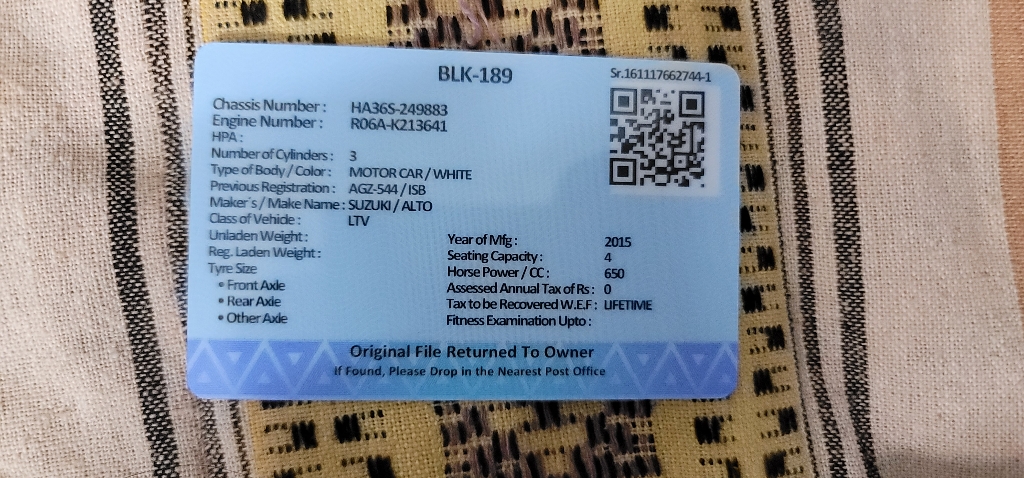 BLK-189
Sr.161117662744-1
Chassis Number : HA36S-249883
Engine Number : R06A-K213641
HPA :
Number of Cylinders : 3
Type of Body / Color : MOTOR CAR / WHITE
Previous Registration : AGZ-544 / ISB
Maker's / Make Name : SUZUKI / ALTO
Class of Vehicle : LTV
Unladen Weight :
Reg. Laden Weight :
Tyre Size
• Front Axle
• Rear Axle
• Other Axle
Year of Mfg : 2015
Seating Capacity : 4
Horse Power / CC : 650
Assessed Annual Tax of Rs : 0
Tax to be Recovered W.E.F : LIFETIME
Fitness Examination Upto :
Original File Returned To Owner
If Found, Please Drop in the Nearest Post Office